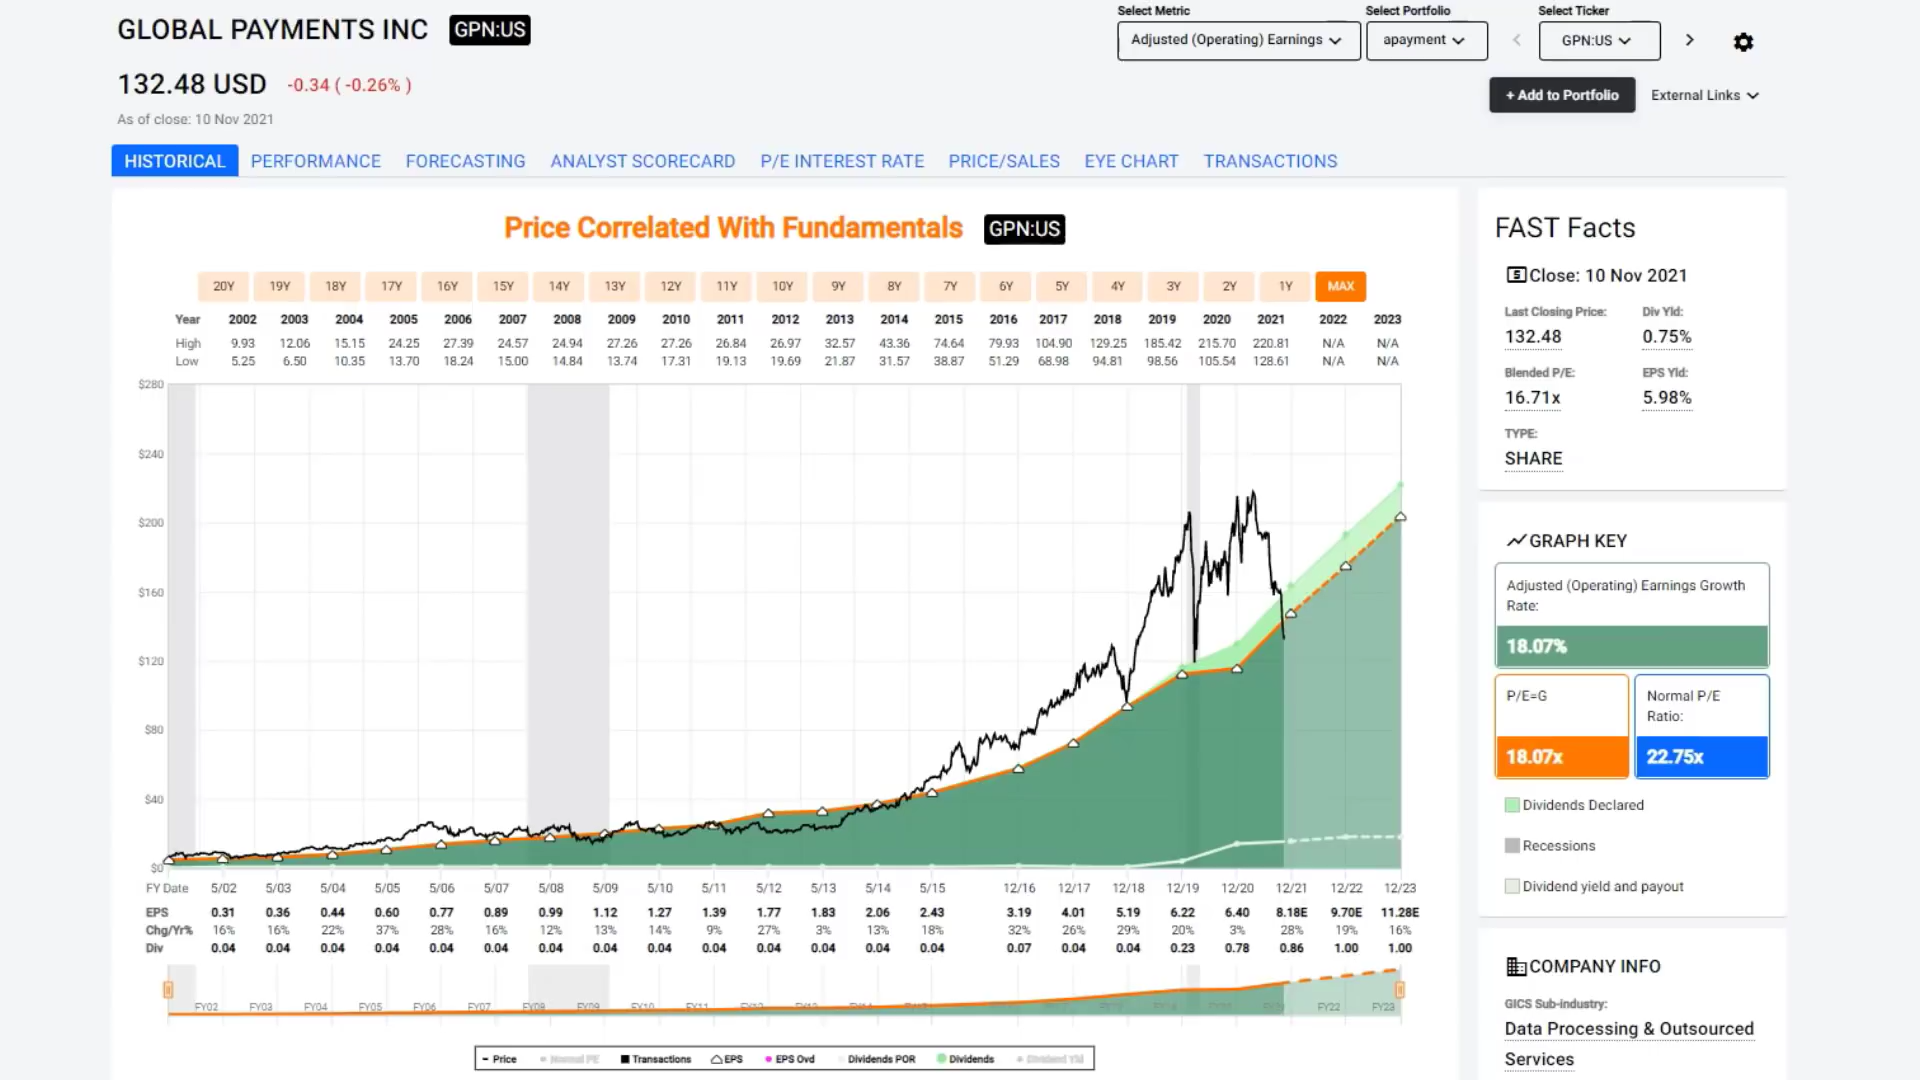 GLOBAL PAYMENTS INC GPN:US
132.48 USD -0.34 ( -0.26% )
As of close: 10 Nov 2021
Select Metric Select Portfolio Select Ticker
Adjusted (Operating) Earnings apayment GPN:US
+ Add to Portfolio External Links
HISTORICAL PERFORMANCE FORECASTING ANALYST SCORECARD P/E INTEREST RATE PRICE/SALES EYE CHART TRANSACTIONS
Price Correlated With Fundamentals GPN:US
20Y 19Y 18Y 17Y 16Y 15Y 14Y 13Y 12Y 11Y 10Y 9Y 8Y 7Y 6Y 5Y 4Y 3Y 2Y 1Y MAX
Year 2002 2003 2004 2005 2006 2007 2008 2009 2010 2011 2012 2013 2014 2015 2016 2017 2018 2019 2020 2021 2022 2023
High 9.93 12.06 15.15 24.25 27.39 24.57 24.94 27.26 27.26 26.84 26.97 32.57 43.36 74.64 79.93 104.90 129.25 185.42 215.70 220.81 N/A N/A
Low 5.25 6.50 10.35 13.70 18.24 15.00 14.84 13.74 17.31 19.13 19.69 21.87 31.57 38.87 51.29 68.98 94.81 98.56 105.54 128.61 N/A N/A
$280
$240
$200
$160
$120
$80
$40
$0
FY Date 5/02 5/03 5/04 5/05 5/06 5/07 5/08 5/09 5/10 5/11 5/12 5/13 5/14 5/15 12/16 12/17 12/18 12/19 12/20 12/21 12/22 12/23
EPS 0.31 0.36 0.44 0.60 0.77 0.89 0.99 1.12 1.27 1.39 1.77 1.83 2.06 2.43 3.19 4.01 5.19 6.22 6.40 8.18E 9.70E 11.28E
Chg/Yr% 16% 16% 22% 37% 28% 16% 12% 13% 14% 9% 27% 3% 13% 18% 32% 26% 29% 20% 3% 28% 19% 16%
Div 0.04 0.04 0.04 0.04 0.04 0.04 0.04 0.04 0.04 0.04 0.04 0.04 0.04 0.04 0.07 0.04 0.04 0.23 0.78 0.86 1.00 1.00
FY02 FY03 FY04 FY05 FY06 FY07 FY08 FY09 FY10 FY11 FY22 FY23
Price Normal PE Transactions EPS EPS Ovd Dividends POR Dividends Dividend Yld
FAST Facts
Close: 10 Nov 2021
Last Closing Price: Div Yld:
132.48 0.75%
Blended P/E: EPS Yld:
16.71x 5.98%
TYPE:
SHARE
GRAPH KEY
Adjusted (Operating) Earnings Growth
Rate:
18.07%
P/E=G Normal P/E
Ratio:
18.07x 22.75x
Dividends Declared
Recessions
Dividend yield and payout
COMPANY INFO
GICS Sub-industry:
Data Processing & Outsourced
Services